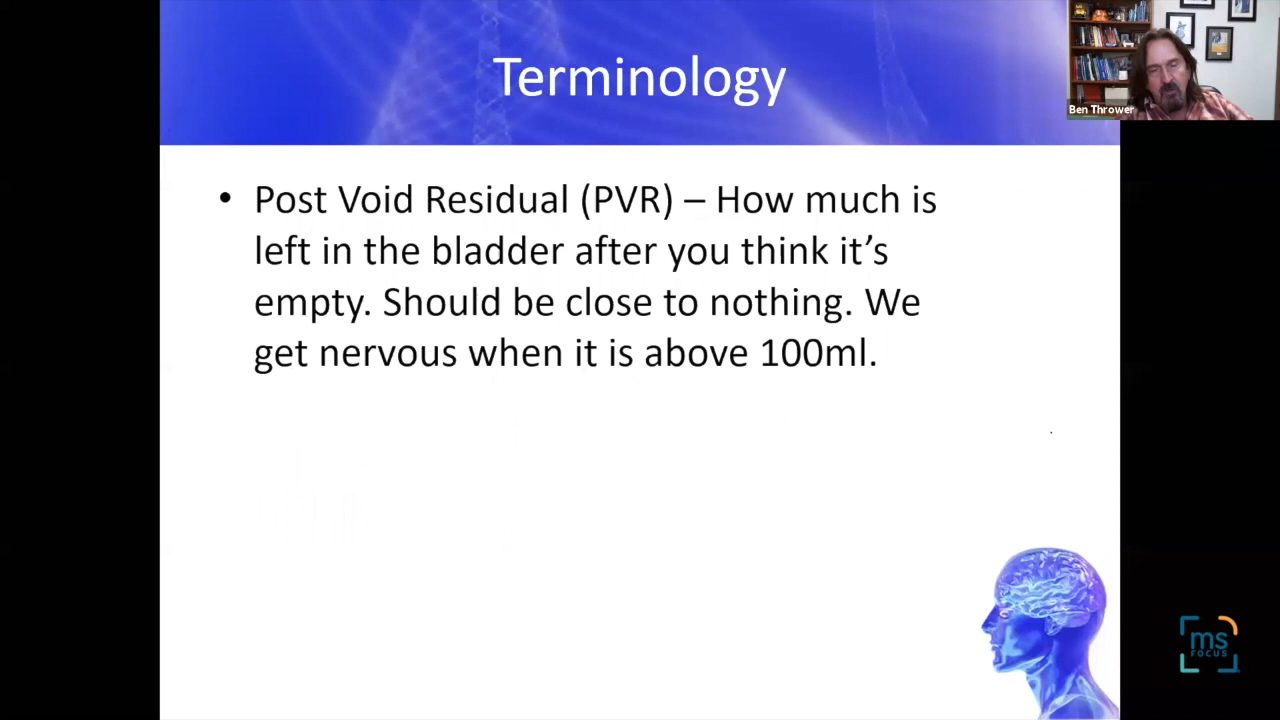 Terminology
Ben Thrower
• Post Void Residual (PVR) – How much is
left in the bladder after you think it’s
empty. Should be close to nothing. We
get nervous when it is above 100ml.
ms
FOCUS